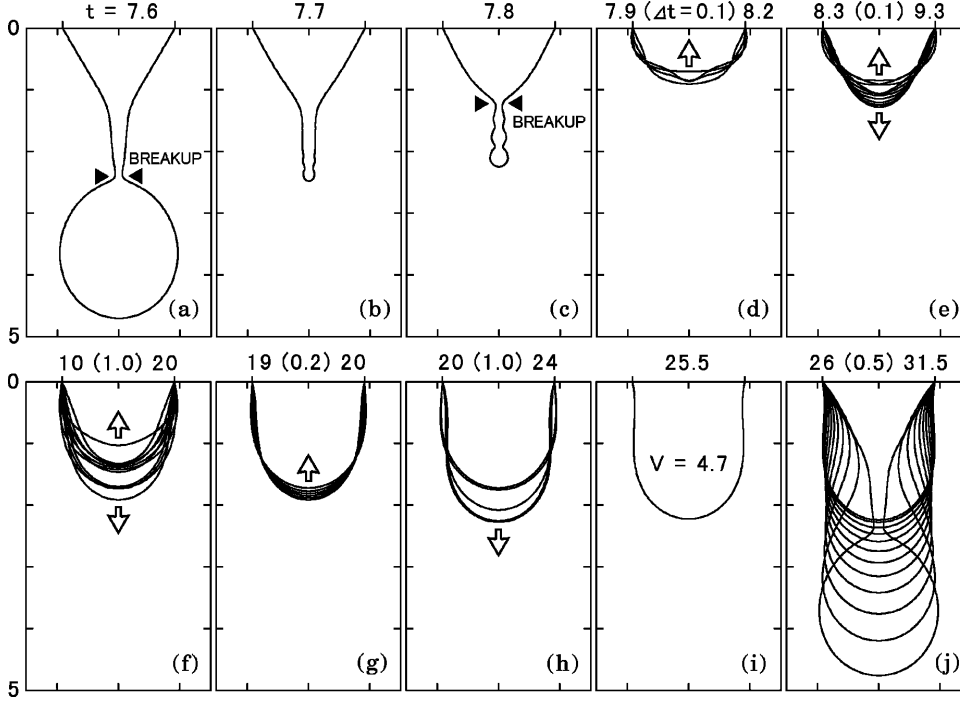 t = 7.6
7.7
7.8
7.9 (Δt=0.1) 8.2
8.3 (0.1) 9.3
0
BREAKUP
BREAKUP
5
(a)
(b)
(c)
(d)
(e)
10 (1.0) 20
19 (0.2) 20
20 (1.0) 24
25.5
26 (0.5) 31.5
0
V = 4.7
5
(f)
(g)
(h)
(i)
(j)